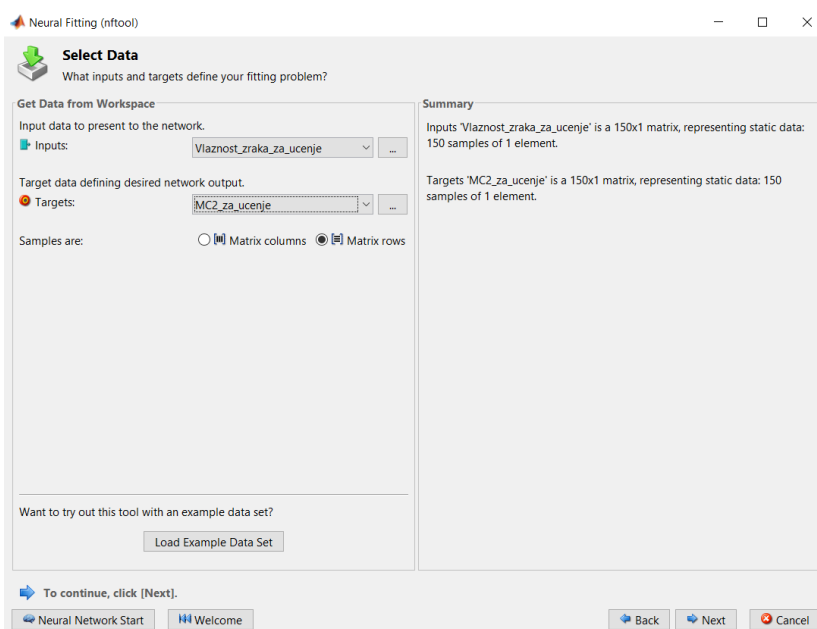 Neural Fitting (nftool)
Select Data
What inputs and targets define your fitting problem?
Get Data from Workspace
Input data to present to the network.
Inputs:
Vlaznost_zraka_za_ucenje
...
Target data defining desired network output.
Targets:
MC2_za_ucenje
...
Samples are:
Matrix columns
Matrix rows
Want to try out this tool with an example data set?
Load Example Data Set
Summary
Inputs 'Vlaznost_zraka_za_ucenje' is a 150x1 matrix, representing static data:
150 samples of 1 element.
Targets 'MC2_za_ucenje' is a 150x1 matrix, representing static data: 150
samples of 1 element.
To continue, click [Next].
Neural Network Start
Welcome
Back
Next
Cancel